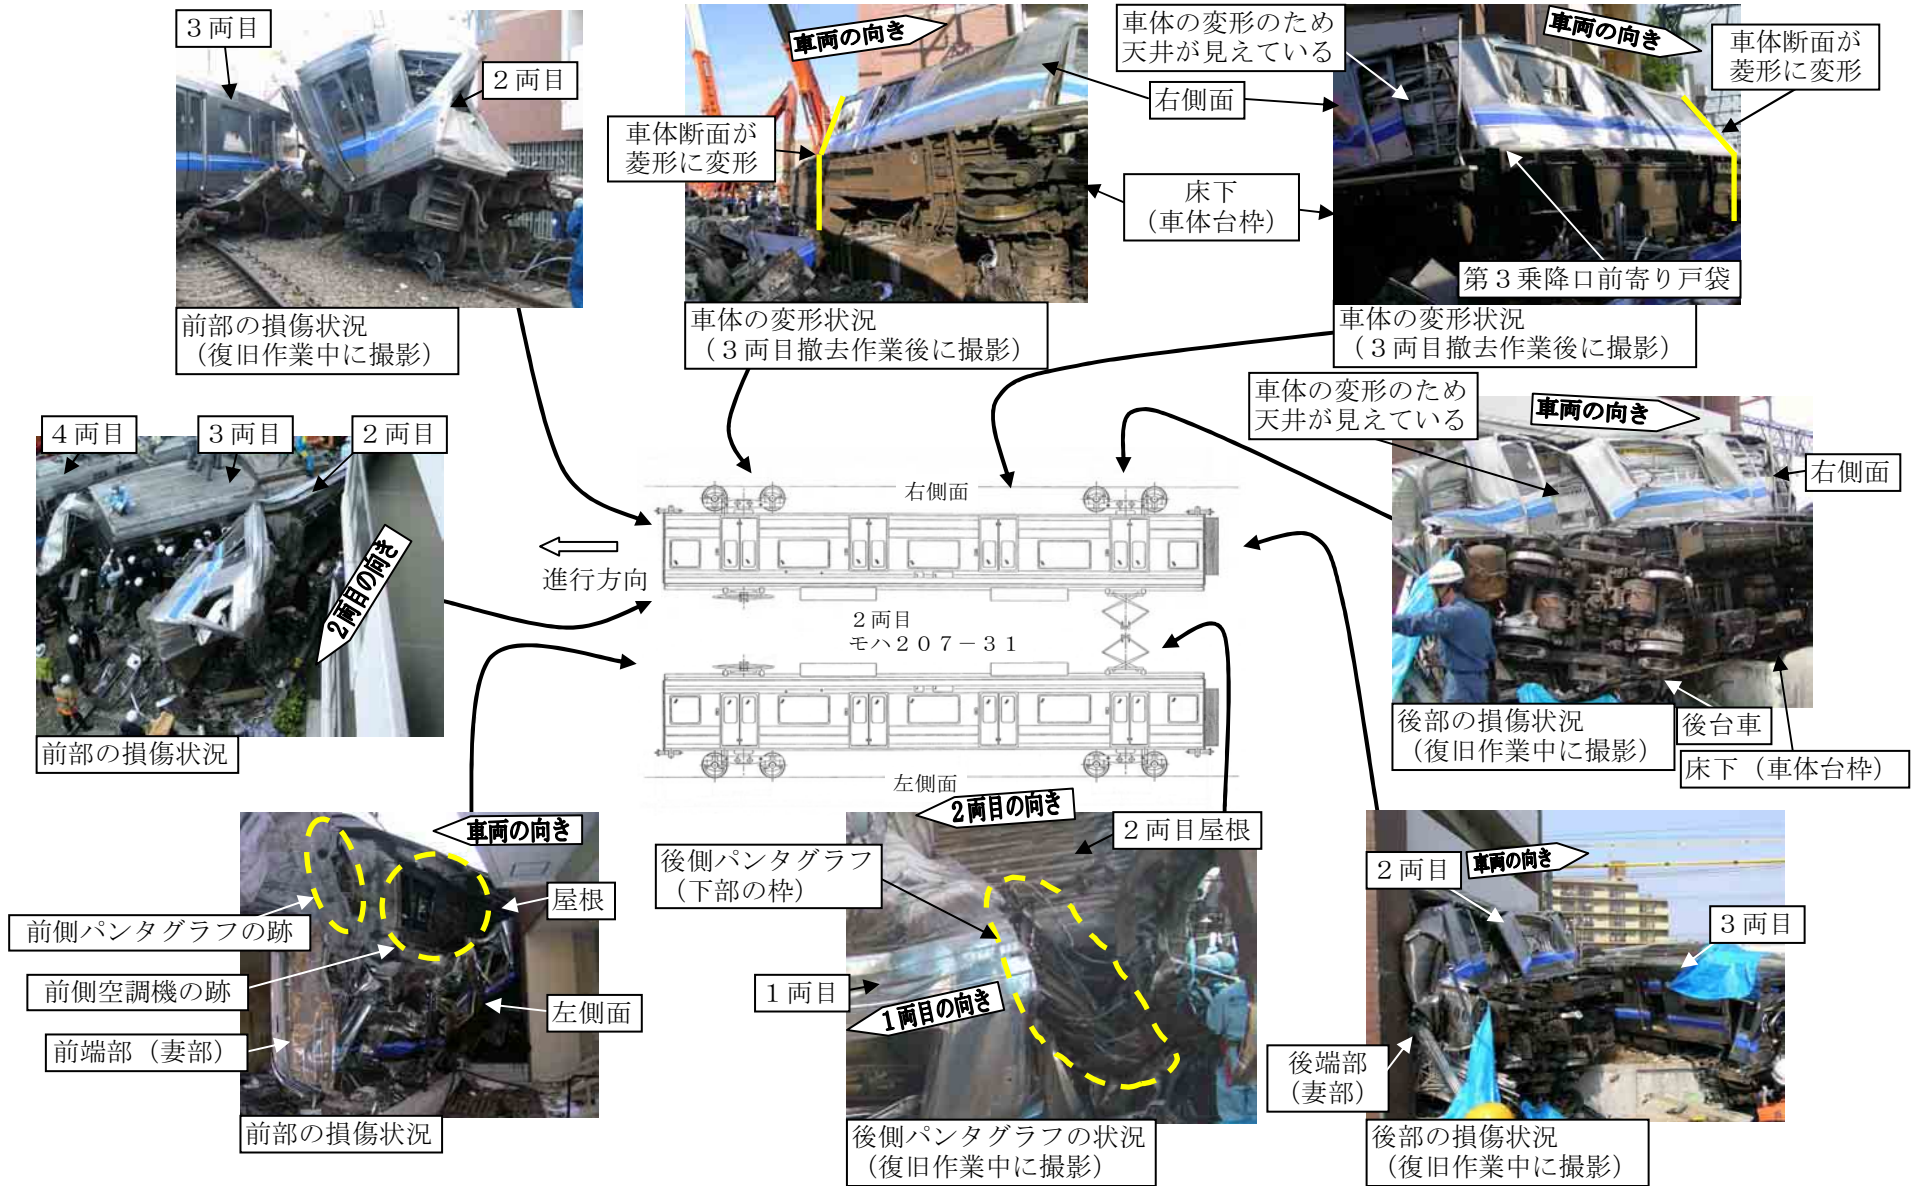 3両目
2両目
前部の損傷状況
（復旧作業中に撮影）
車両の向き
車体断面が
菱形に変形
右側面
床下
（車体台枠）
車体の変形状況
（３両目撤去作業後に撮影）
車体の変形のため
天井が見えている
車両の向き
車体断面が
菱形に変形
第３乗降口前寄り戸袋
車体の変形状況
（３両目撤去作業後に撮影）
４両目
３両目
２両目
2両目の向き
前部の損傷状況
右側面
進行方向
２両目
モハ２０７－３１
左側面
車体の変形のため
天井が見えている
車両の向き
右側面
後台車
床下（車体台枠）
後部の損傷状況
（復旧作業中に撮影）
車両の向き
屋根
前側パンタグラフの跡
前側空調機の跡
左側面
前端部（妻部）
前部の損傷状況
2両目の向き
２両目屋根
後側パンタグラフ
（下部の枠）
１両目
1両目の向き
後側パンタグラフの状況
（復旧作業中に撮影）
２両目
車両の向き
３両目
後端部
（妻部）
後部の損傷状況
（復旧作業中に撮影）